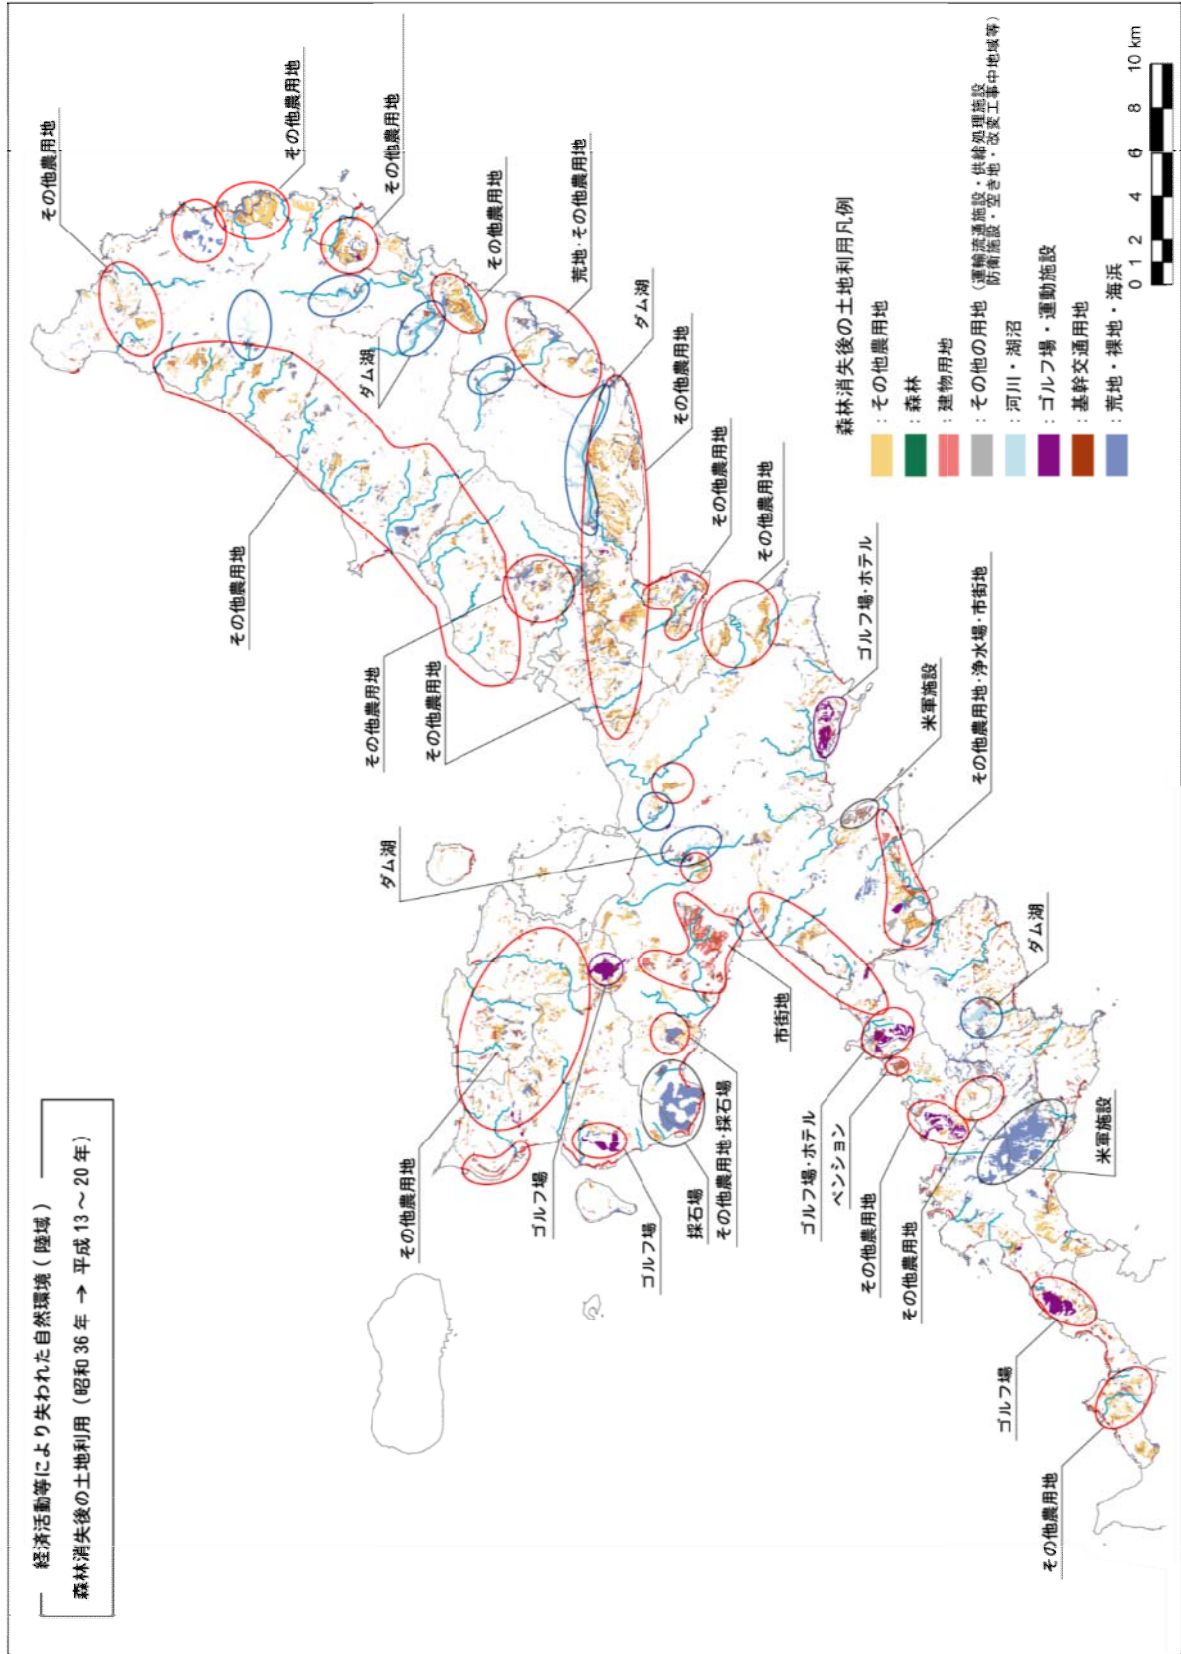 経済活動等により失われた自然環境（陸域）
森林消失後の土地利用（昭和36年 → 平成13～20年）
その他農用地
その他農用地
その他農用地
その他農用地
荒地・その他農用地
ダム湖
ダム湖
その他農用地
その他農用地
その他農用地
その他農用地
その他農用地
その他農用地
ゴルフ場・ホテル
米軍施設
その他農用地・浄水場・市街地
ダム湖
ダム湖
市街地
その他農用地
ゴルフ場
ゴルフ場
採石場
その他農用地・採石場
ゴルフ場・ホテル
ペンション
その他農用地
その他農用地
米軍施設
ゴルフ場
その他農用地
森林消失後の土地利用凡例
：その他農用地
：森林
：建物用地
：その他の用地（運輸流通施設・供給処理施設
防衛施設・空き地・改変工事中地域等）
：河川・湖沼
：ゴルフ場・運動施設
：基幹交通用地
：荒地・裸地・海浜
0 2 4 6 8 10 km